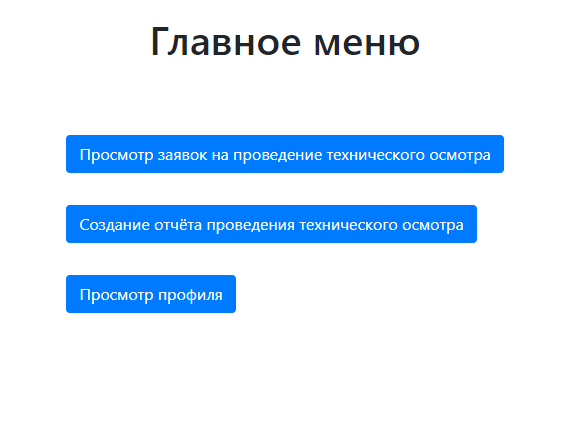 Главное меню
Просмотр заявок на проведение технического осмотра
Создание отчёта проведения технического осмотра
Просмотр профиля